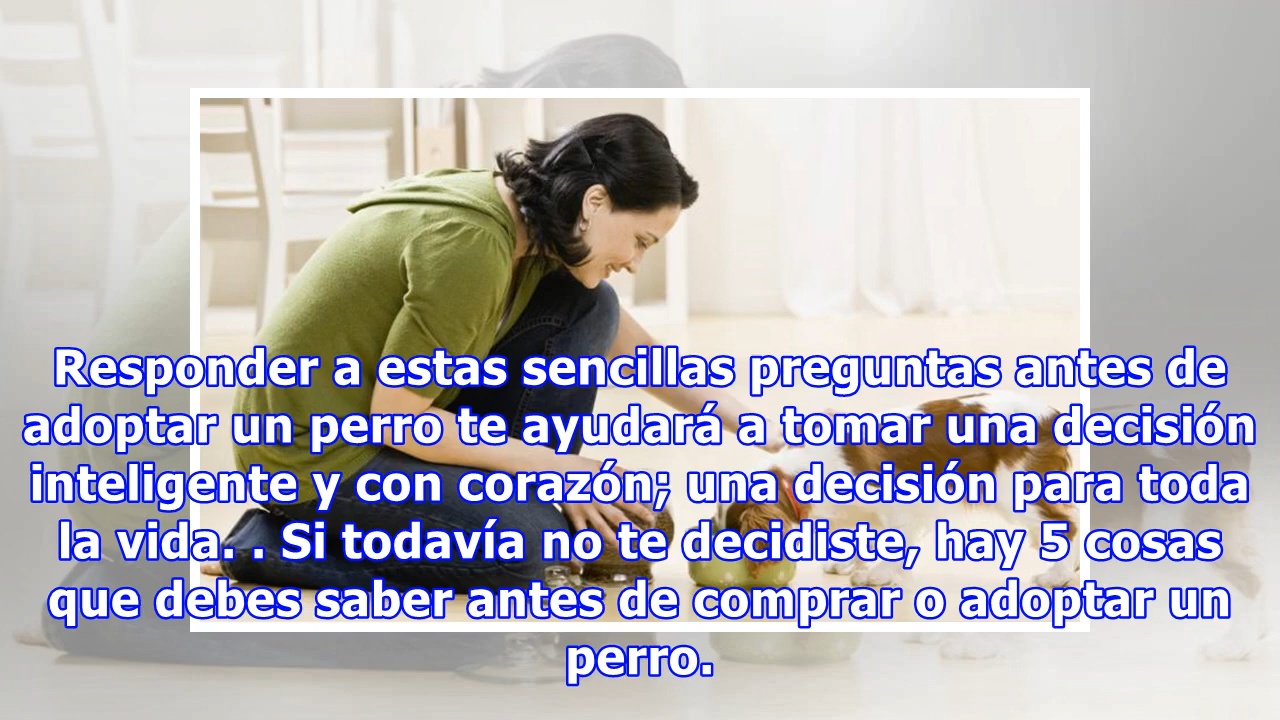 Responder a estas sencillas preguntas antes de
adoptar un perro te ayudará a tomar una decisión
inteligente y con corazón; una decisión para toda
la vida. . Si todavía no te decidiste, hay 5 cosas
que debes saber antes de comprar o adoptar un
perro.